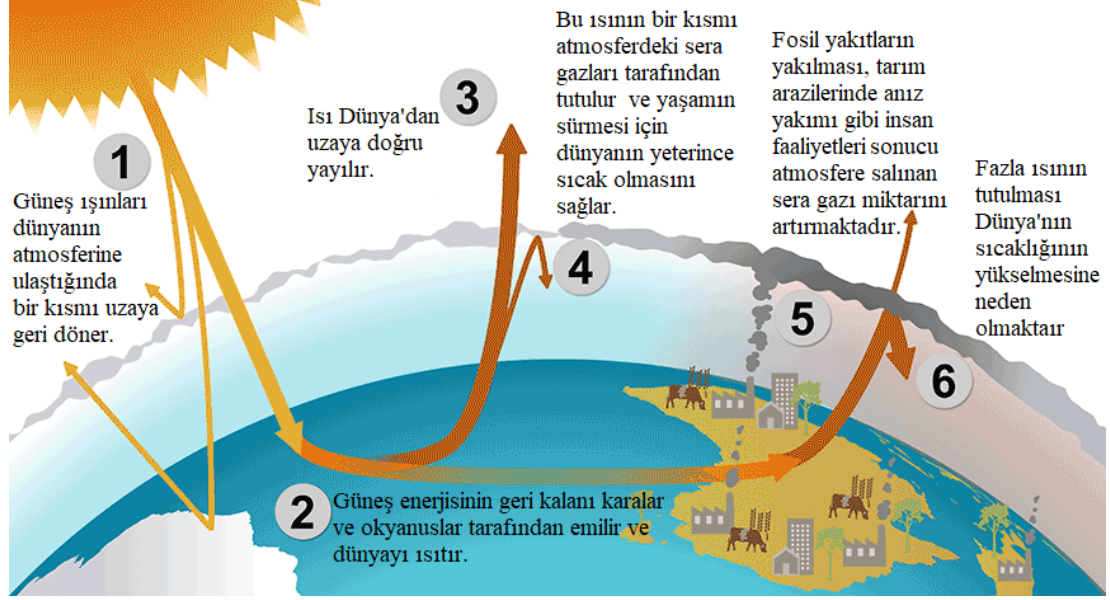 1
Güneş ışınları
dünyanın
atmosferine
ulaştığında
bir kısmı uzaya
geri döner.
2
Güneş enerjisinin geri kalanı karalar
ve okyanuslar tarafından emilir ve
dünyayı ısıtır.
3
Isı Dünya'dan
uzaya doğru
yayılır.
Bu ısının bir kısmı
atmosferdeki sera
gazları tarafından
tutulur ve yaşamın
sürmesi için
dünyanın yeterince
sıcak olmasını
sağlar.
4
Fosil yakıtların
yakılması, tarım
arazilerinde anız
yakımı gibi insan
faaliyetleri sonucu
atmosfere salınan
sera gazı miktarını
artırmaktadır.
5
Fazla ısının
tutulması
Dünya'nın
sıcaklığının
yükselmesine
neden
olmaktaır
6